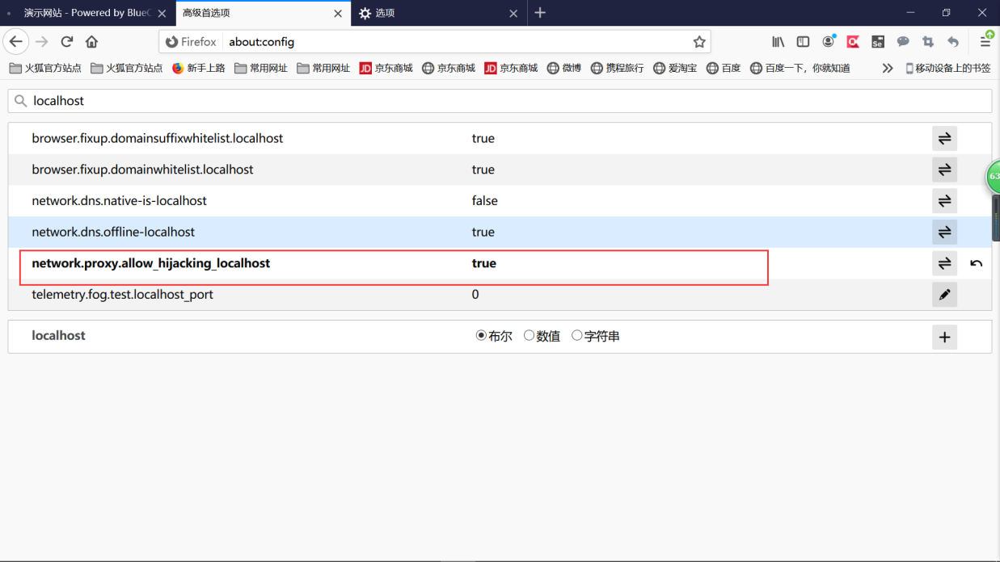 演示网站 - Powered by BlueC
高级首选项
选项
Firefox
about:config
Se
火狐官方站点
火狐官方站点
新手上路
常用网址
常用网址
JD 京东商城
京东商城
JD 京东商城
微博
携程旅行
爱淘宝
百度
百度一下，你就知道
移动设备上的书签
localhost
browser.fixup.domainsuffixwhitelist.localhost true
browser.fixup.domainwhitelist.localhost true
63
network.dns.native-is-localhost false
network.dns.offline-localhost true
network.proxy.allow_hijacking_localhost true
telemetry.fog.test.localhost_port 0
localhost 布尔 数值 字符串